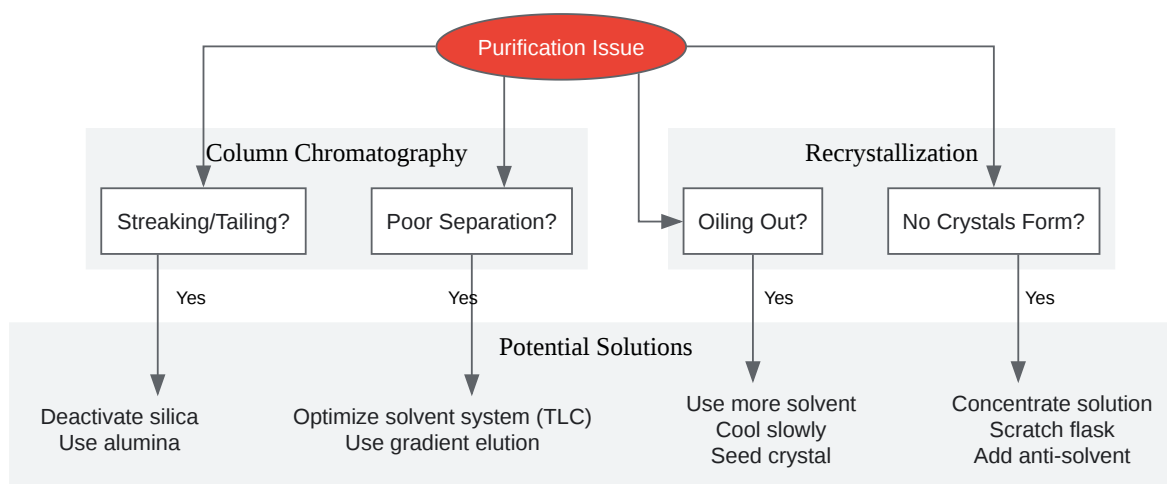 Purification Issue
Column Chromatography
Recrystallization
Streaking/Tailing?
Poor Separation?
Oiling Out?
No Crystals Form?
Yes
Yes
Yes
Yes
Potential Solutions
Deactivate silica
Use alumina
Optimize solvent system (TLC)
Use gradient elution
Use more solvent
Cool slowly
Seed crystal
Concentrate solution
Scratch flask
Add anti-solvent